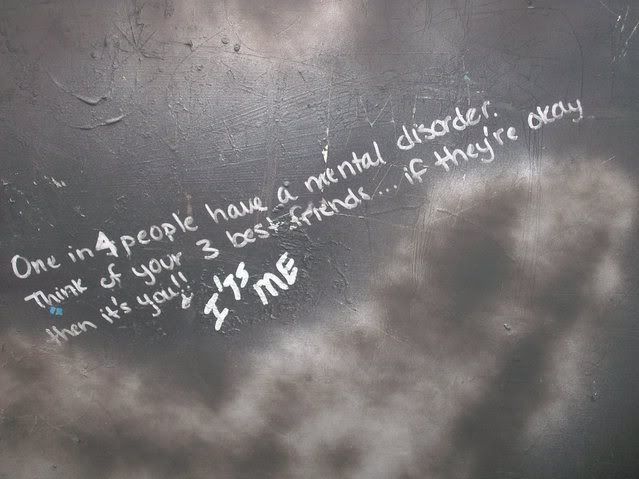 One in 4 people have a mental disorder.
Think of your 3 best friends... if they're okay
then it's you!!
I'TS
ME